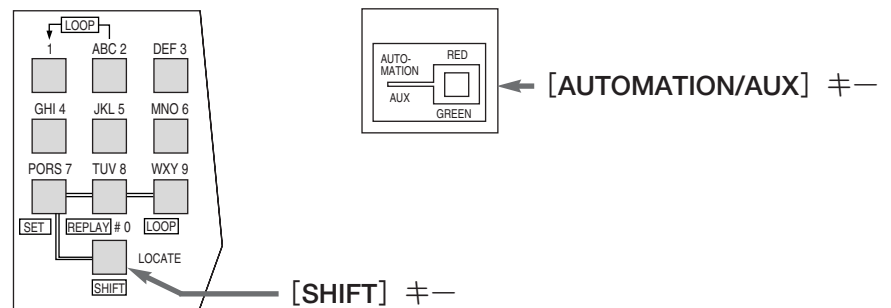 LOOP
1 ABC 2 DEF 3
GHI 4 JKL 5 MNO 6
PORS 7 TUV 8 WXY 9
SET REPLAY # 0 LOOP
LOCATE
SHIFT
[SHIFT] キー
RED
AUTO-
MATION
AUX
GREEN
[AUTOMATION/AUX] キー